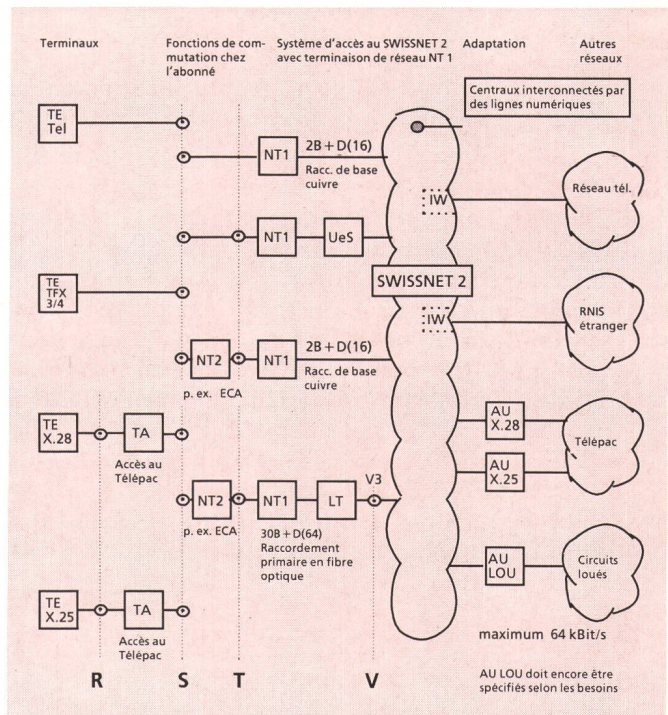 Terminaux
Fonctions de com-
mutation chez
l'abonné
Système d'accès au SWISSNET 2
avec terminaison de réseau NT 1
Adaptation
Autres
réseaux
Centraux interconnectés par
des lignes numériques
TE
Tel
NT1
2B + D(16)
Racc. de base
cuivre
IW
Réseau tél.
NT1
UeS
SWISSNET 2
TE
TFX
3/4
IW
RNIS
étranger
NT2
p. ex. ECA
NT1
2B + D(16)
Racc. de base
cuivre
TE
X.28
TA
Accès au
Télépac
AU
X.28
AU
X.25
Télépac
NT2
p. ex. ECA
NT1
LT
V3
30B + D(64)
Raccordement
primaire en fibre
optique
AU
LOU
Circuits
loués
TE
X.25
TA
Accès au
Télépac
maximum 64 kBit/s
R
S
T
V
AU LOU doit encore être
spécifiés selon les besoins